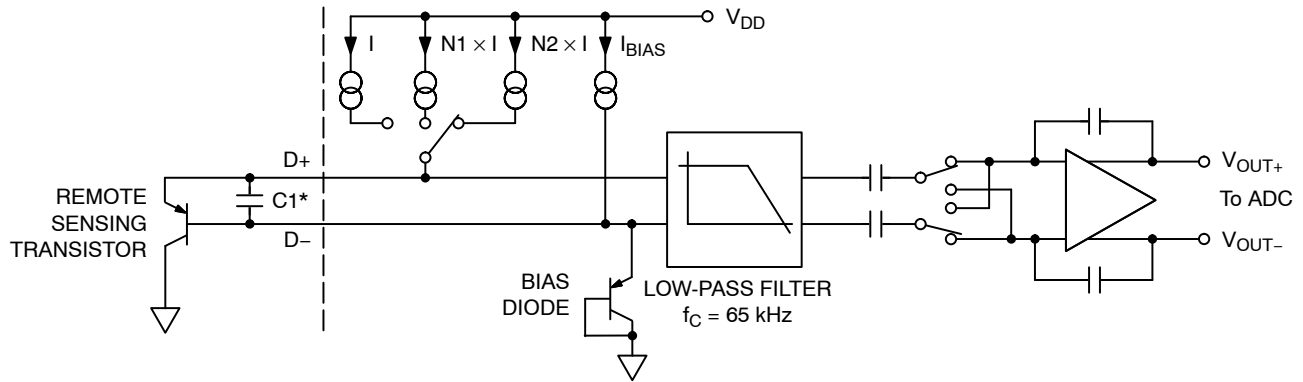 V_DD
I
N1 × I
N2 × I
I_BIAS
D+
REMOTE
SENSING
TRANSISTOR
C1*
D−
BIAS
DIODE
LOW-PASS FILTER
f_C = 65 kHz
V_OUT+
To ADC
V_OUT−